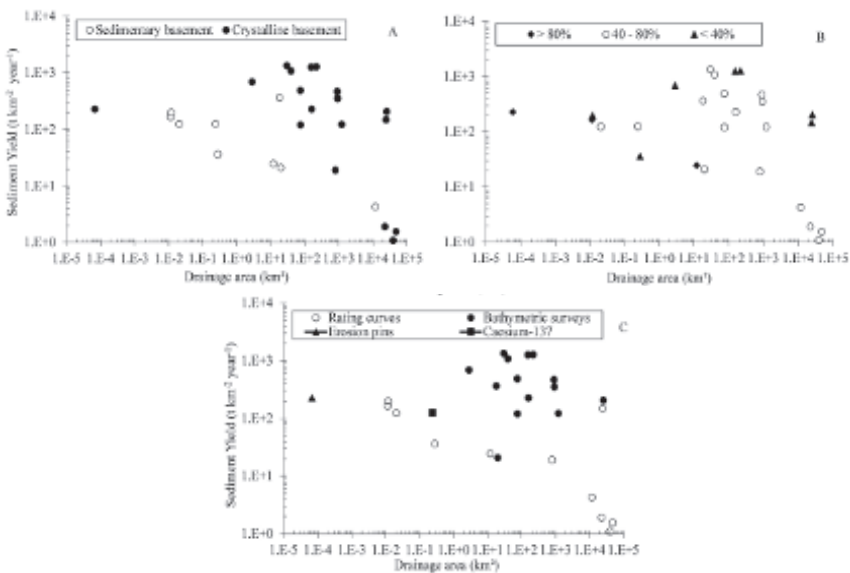 ○ Sedimentary basement ● Crystalline basement
A
1.E+4
1.E+3
1.E+2
1.E+1
1.E+0
Sediment Yield (t km-2 year-1)
1.E-5 1.E-4 1.E-3 1.E-2 1.E-1 1.E+0 1.E+1 1.E+2 1.E+3 1.E+4 1.E+5
Drainage area (km²)
♦ > 80% ○ 40 - 80% ▲ < 40%
B
1.E+4
1.E+3
1.E+2
1.E+1
1.E+0
1.E-5 1.E-4 1.E-3 1.E-2 1.E-1 1.E+0 1.E+1 1.E+2 1.E+3 1.E+4 1.E+5
Drainage area (km²)
○ Rating curves ● Bathymetric surveys
▲ Erosion pins ■ Caesium-137
C
1.E+4
1.E+3
1.E+2
1.E+1
1.E+0
Sediment Yield (t km-2 year-1)
1.E-5 1.E-4 1.E-3 1.E-2 1.E-1 1.E+0 1.E+1 1.E+2 1.E+3 1.E+4 1.E+5
Drainage area (km²)